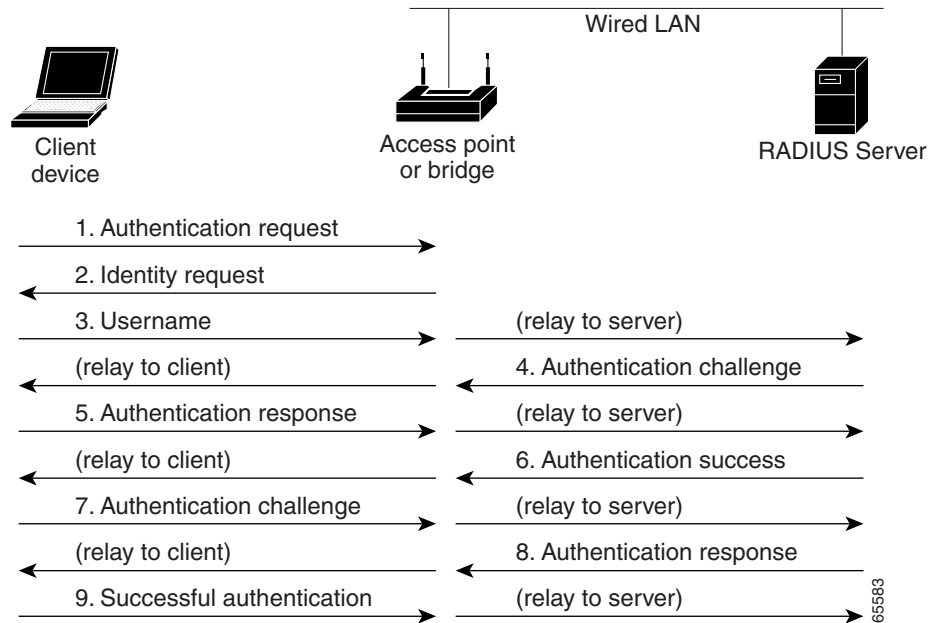 Wired LAN
Client
device
Access point
or bridge
RADIUS Server
1. Authentication request
2. Identity request
3. Username
(relay to server)
(relay to client)
4. Authentication challenge
5. Authentication response
(relay to server)
(relay to client)
6. Authentication success
7. Authentication challenge
(relay to server)
(relay to client)
8. Authentication response
9. Successful authentication
(relay to server)
65583